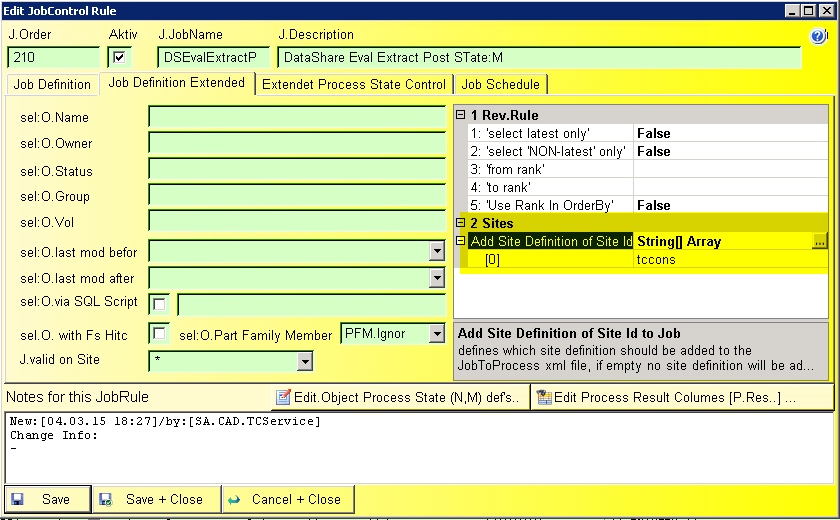 Edit JobControl Rule
J.Order Aktiv J.JobName J.Description
210 DSEvalExtractP DataShare Eval Extract Post STate:M
Job Definition Job Definition Extended Extendet Process State Control Job Schedule
sel:O.Name
sel:O.Owner
sel:O.Status
sel:O.Group
sel:O.Vol
sel:O.last mod befor
sel:O.last mod after
sel:O.via SQL Script
sel.O. with Fs Hitc sel:O.Part Family Member PFM.Ignor
J.valid on Site *
1 Rev.Rule
1: 'select latest only' False
2: 'select 'NON-latest' only' False
3: 'from rank'
4: 'to rank'
5: 'Use Rank In OrderBy' False
2 Sites
Add Site Definition of Site Id String[] Array ...
[0] tccons
Add Site Definition of Site Id to Job
defines which site definition should be added to the
JobToProcess xml file, if empty no site definition will be ad...
Notes for this JobRule Edit.Object Process State (N,M) def's.. Edit Process Result Columes [P.Res..] ...
New:[04.03.15 18:27]/by:[SA.CAD.TCService]
Change Info:
-
Save Save + Close Cancel + Close